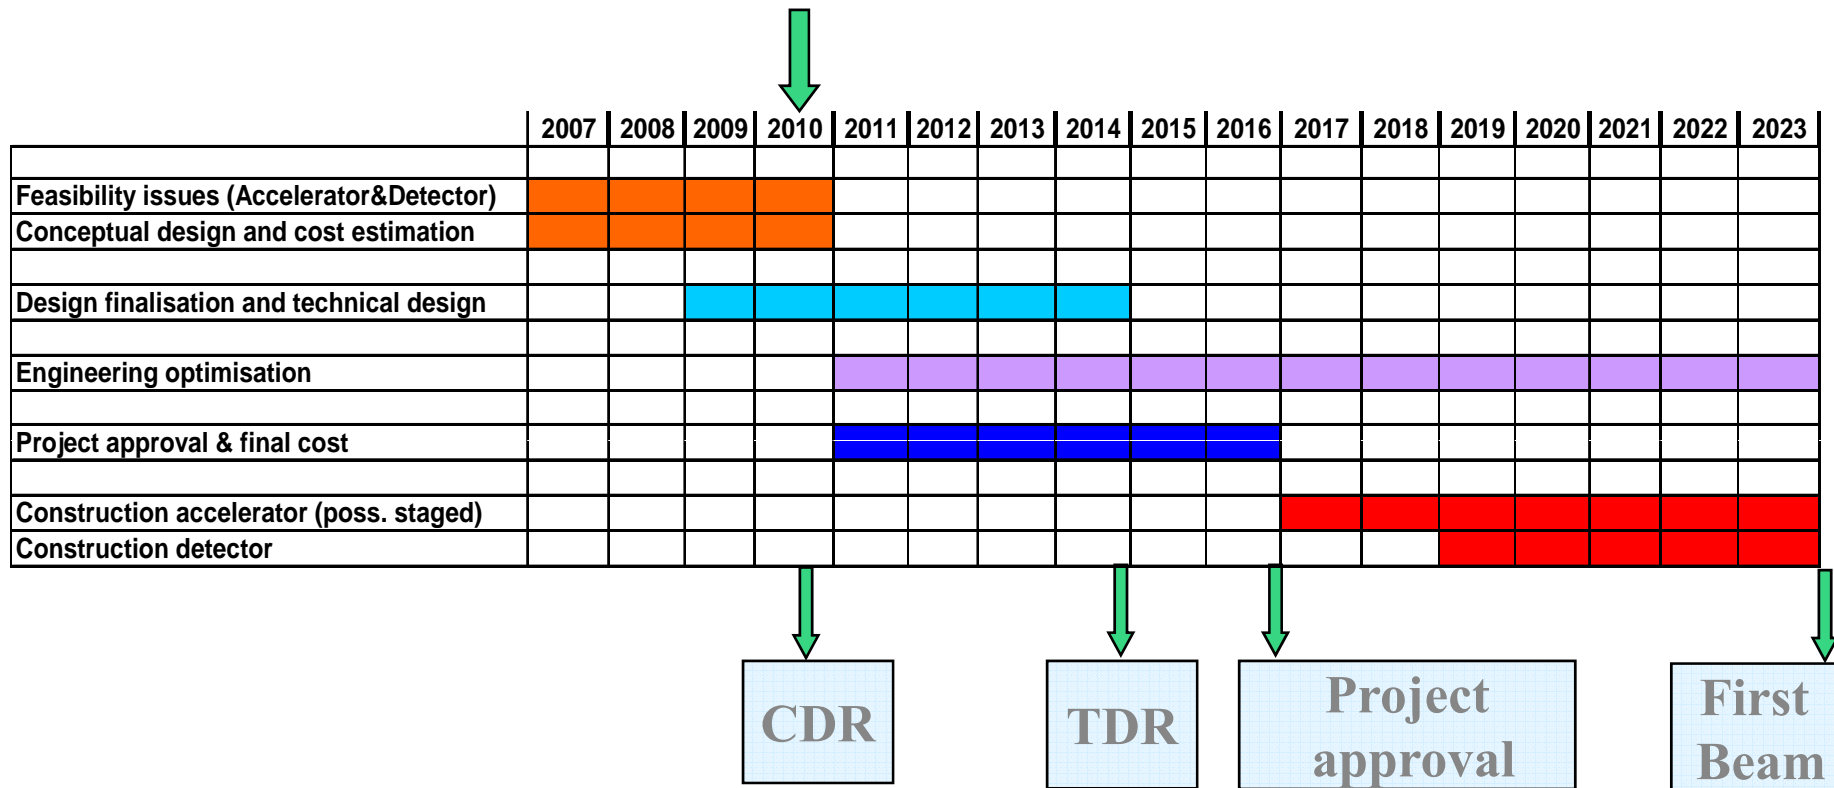 2007 2008 2009 2010 2011 2012 2013 2014 2015 2016 2017 2018 2019 2020 2021 2022 2023
Feasibility issues (Accelerator&Detector)
Conceptual design and cost estimation
Design finalisation and technical design
Engineering optimisation
Project approval & final cost
Construction accelerator (poss. staged)
Construction detector
CDR
TDR
Project
approval
First
Beam